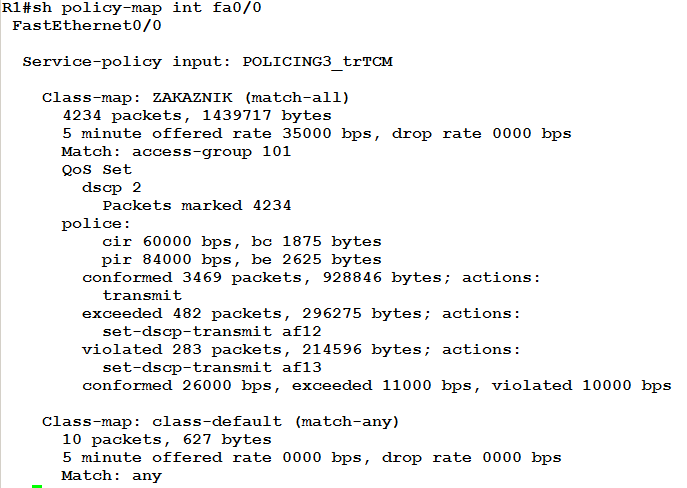 R1#sh policy-map int fa0/0
FastEthernet0/0
Service-policy input: POLICING3_trTCM
Class-map: ZAKAZNIK (match-all)
4234 packets, 1439717 bytes
5 minute offered rate 35000 bps, drop rate 0000 bps
Match: access-group 101
QoS Set
dscp 2
Packets marked 4234
police:
cir 60000 bps, bc 1875 bytes
pir 84000 bps, be 2625 bytes
conformed 3469 packets, 928846 bytes; actions:
transmit
exceeded 482 packets, 296275 bytes; actions:
set-dscp-transmit af12
violated 283 packets, 214596 bytes; actions:
set-dscp-transmit af13
conformed 26000 bps, exceeded 11000 bps, violated 10000 bps
Class-map: class-default (match-any)
10 packets, 627 bytes
5 minute offered rate 0000 bps, drop rate 0000 bps
Match: any